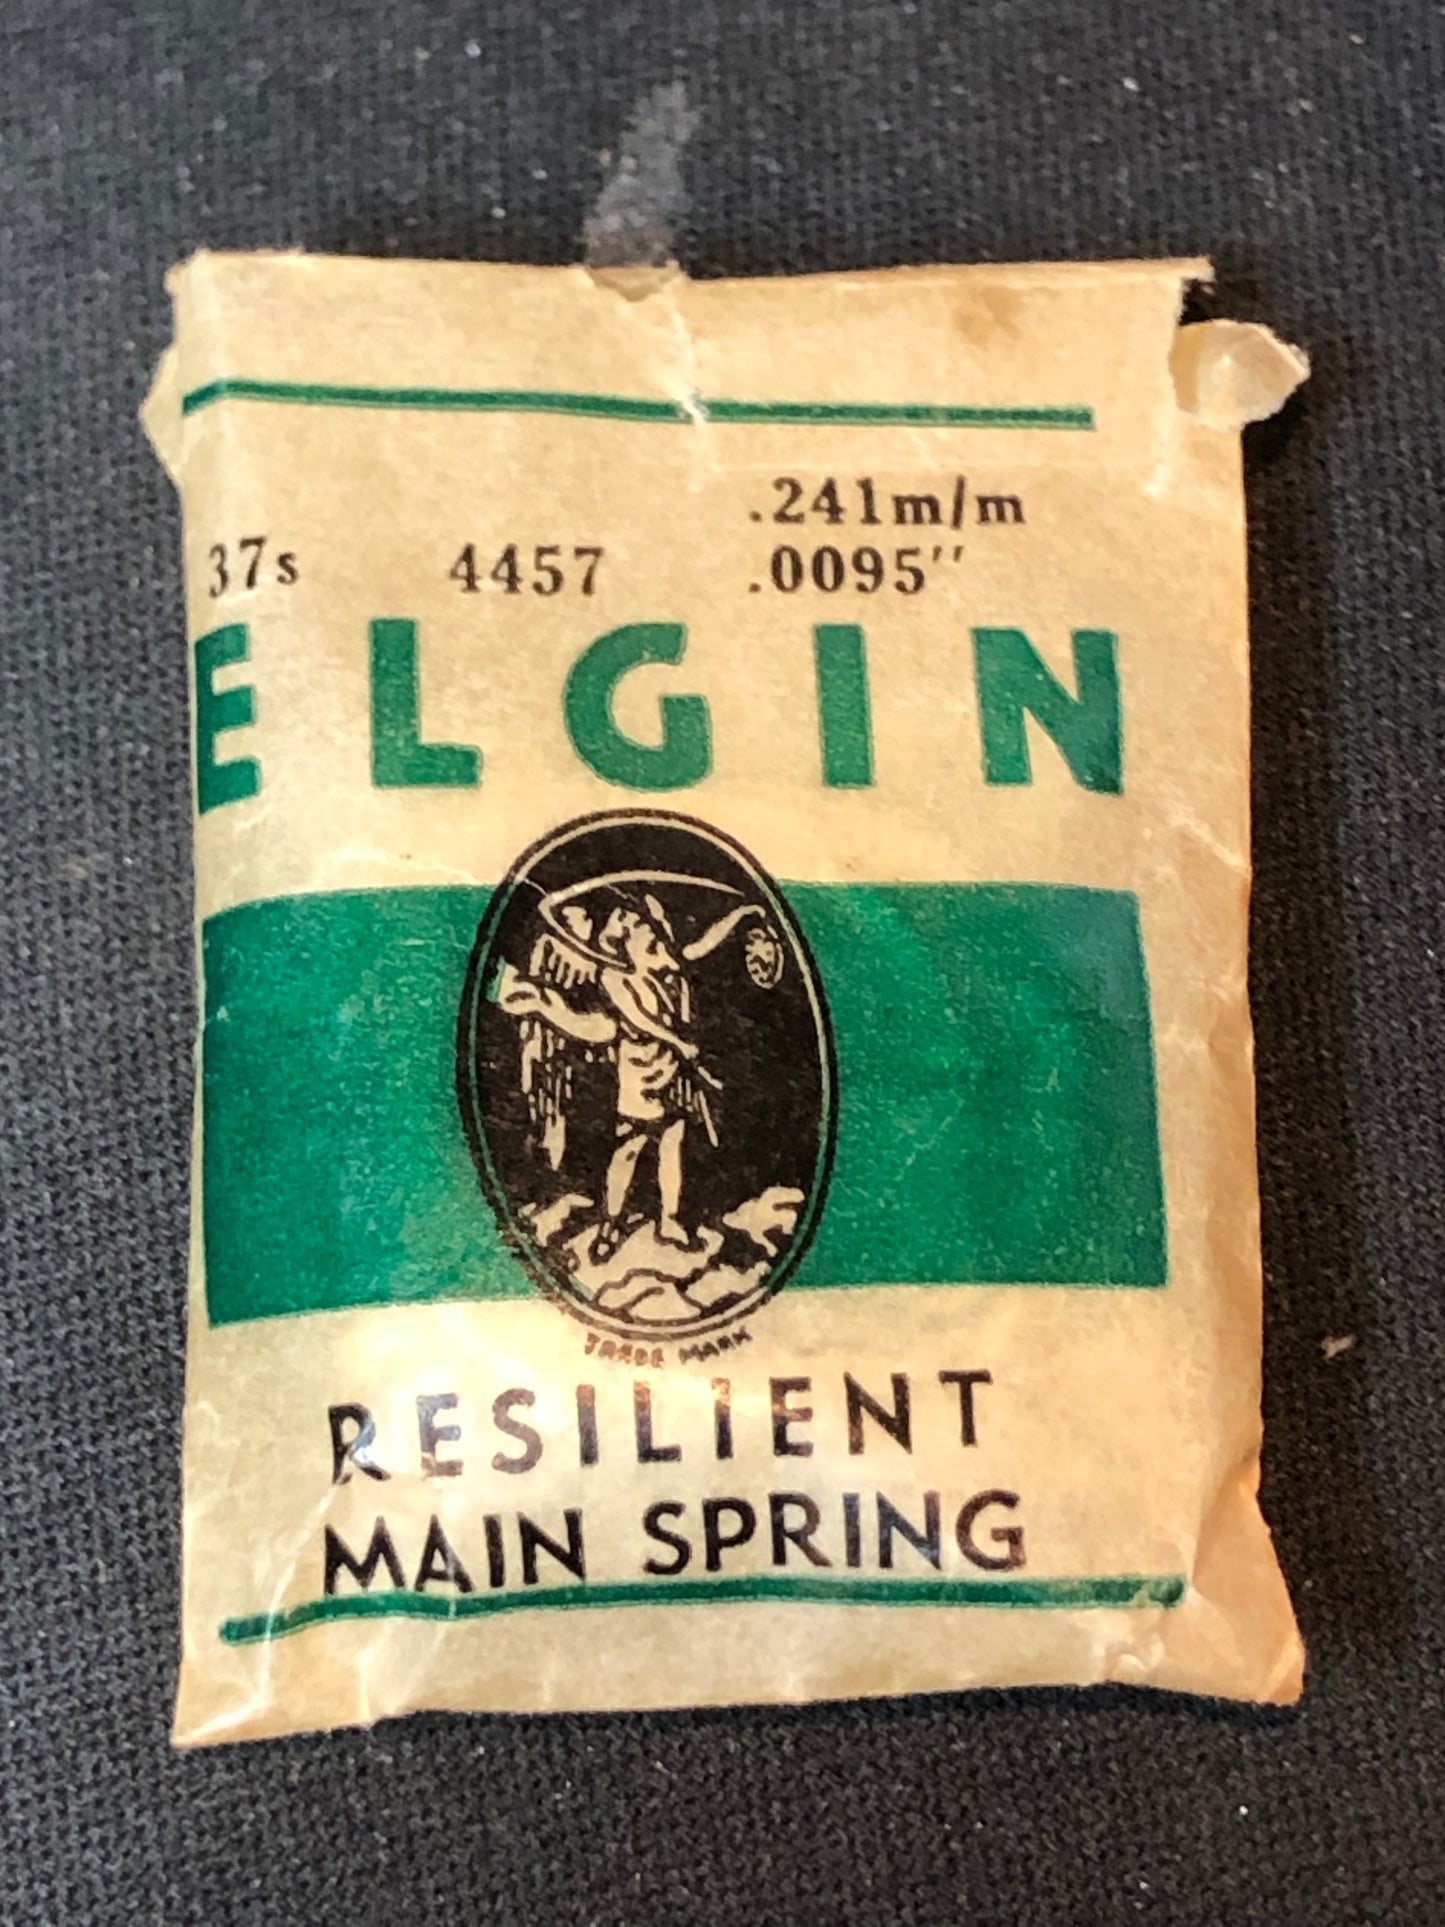 .241m/m
37s 4457 .0095″
ELGIN
TRADE MARK
RESILIENT
MAIN SPRING